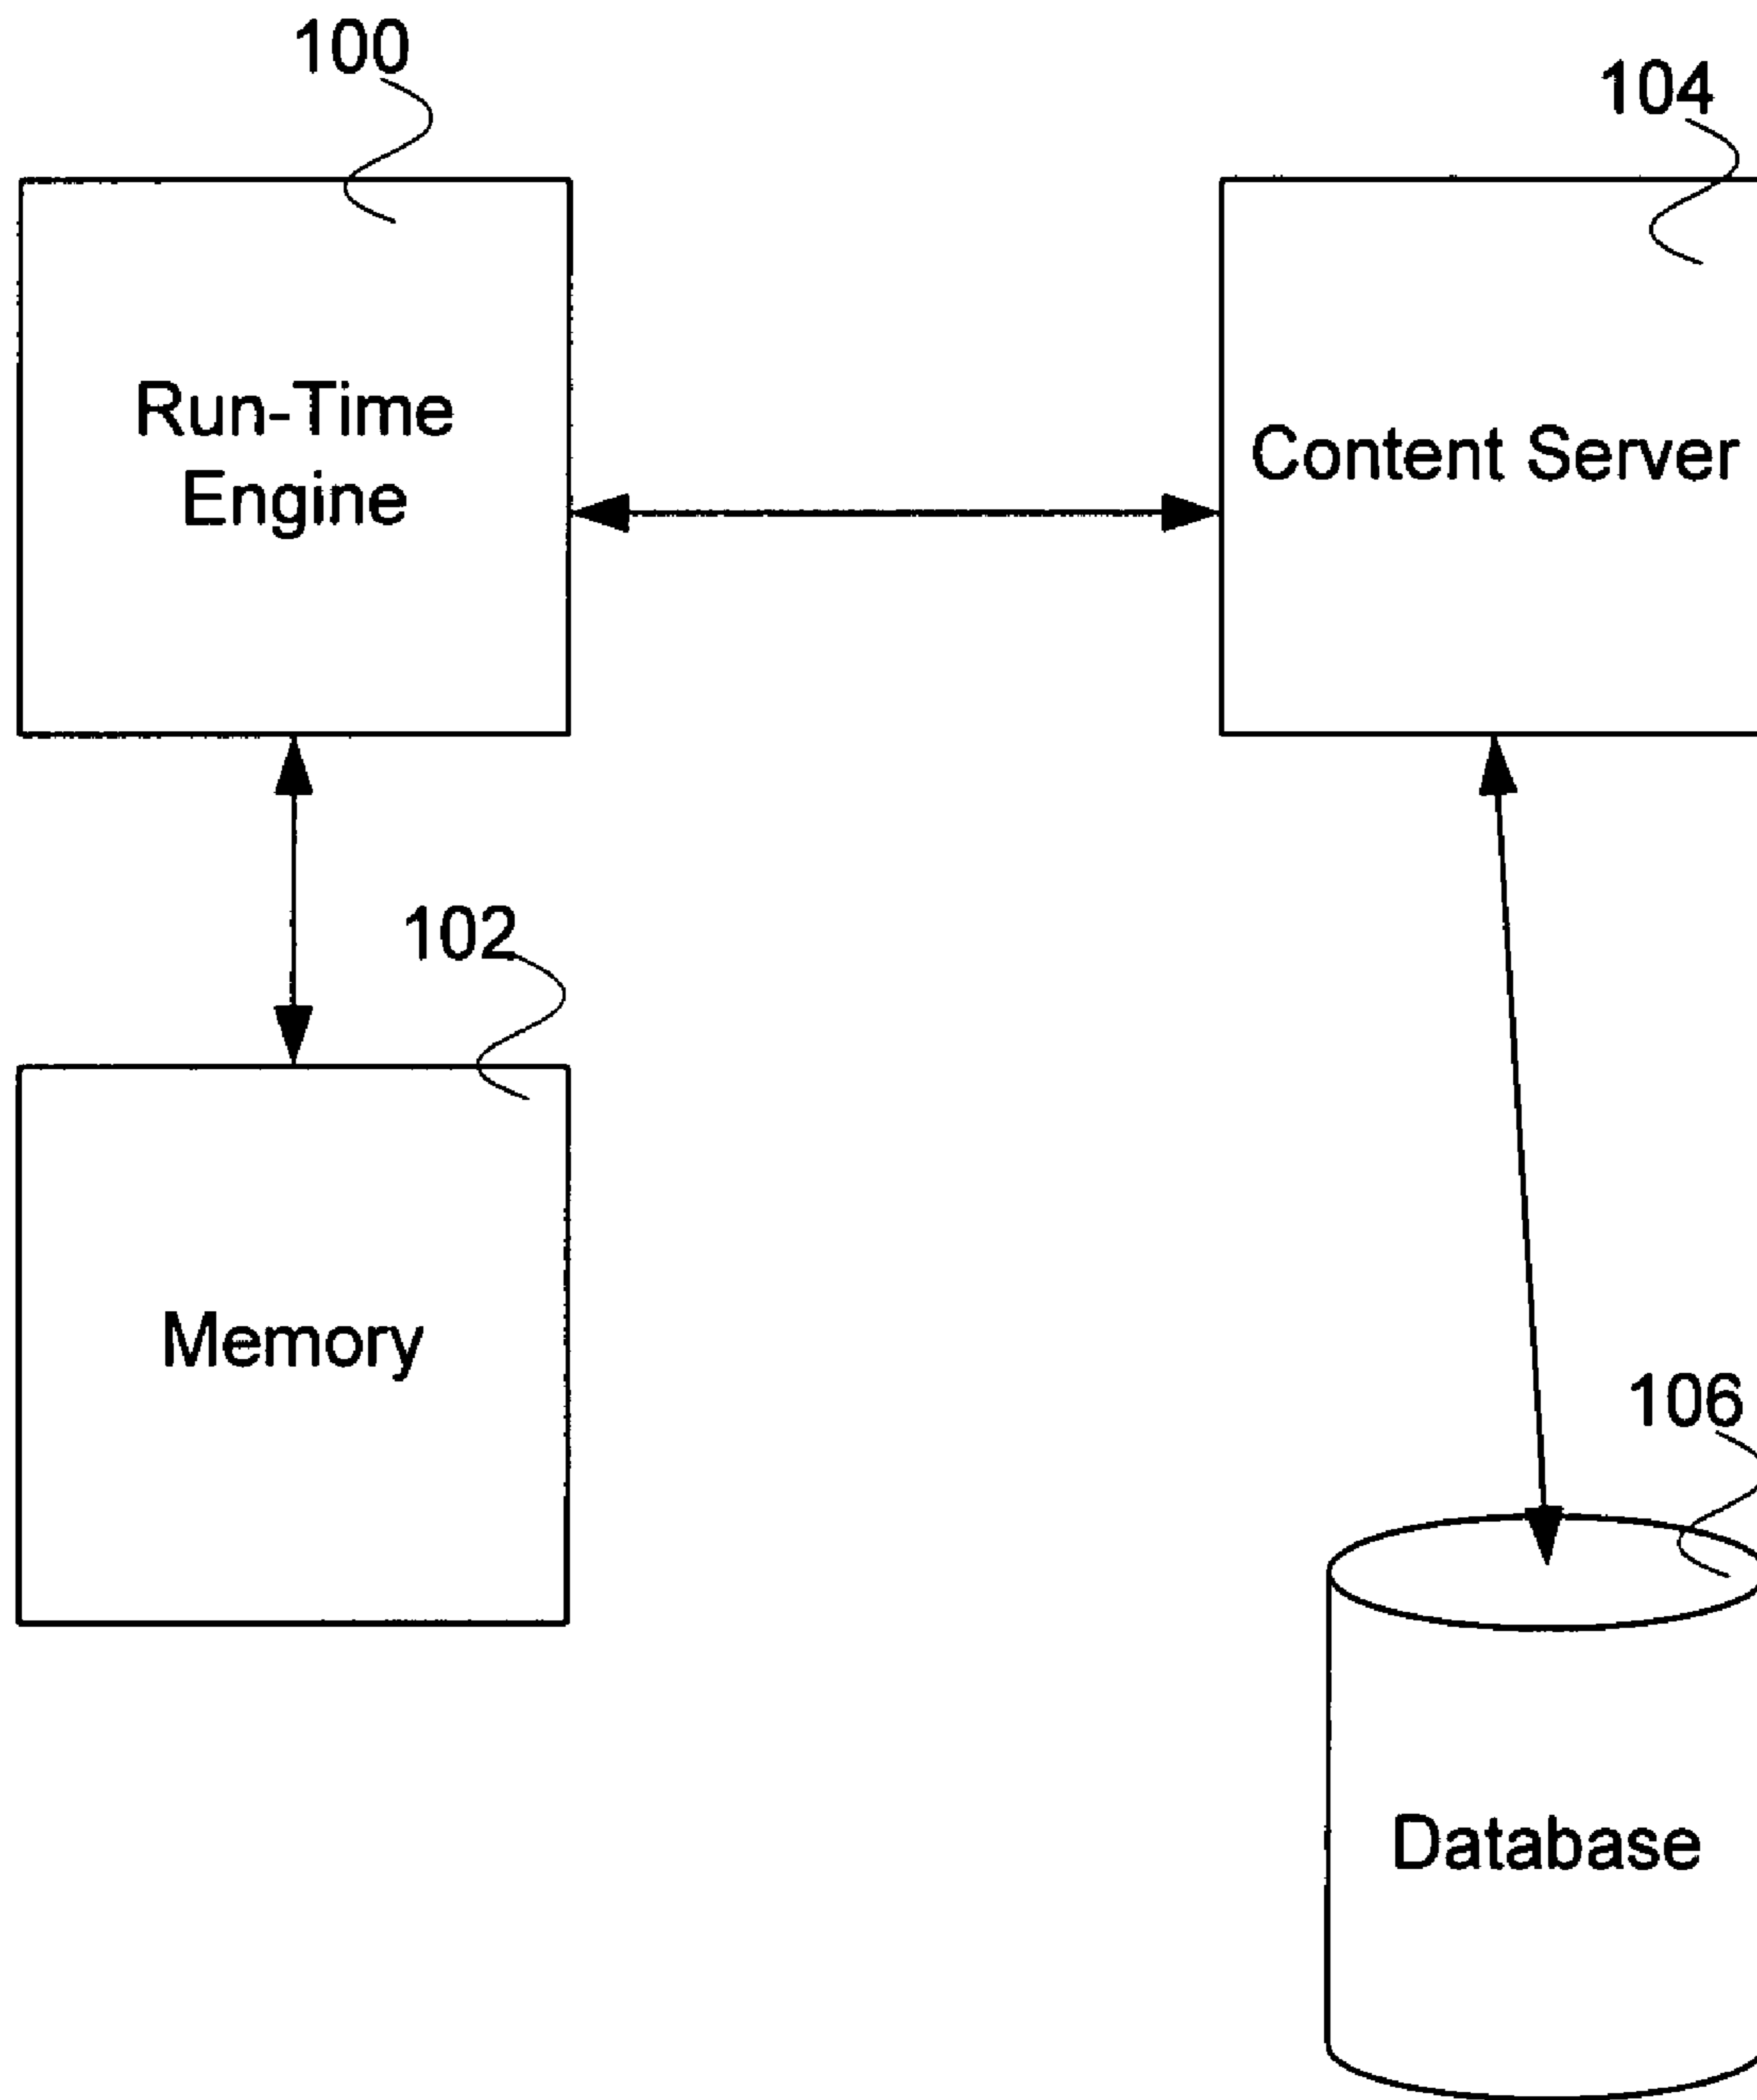 100
104
Run-Time
Engine
Content Server
102
Memory
106
Database